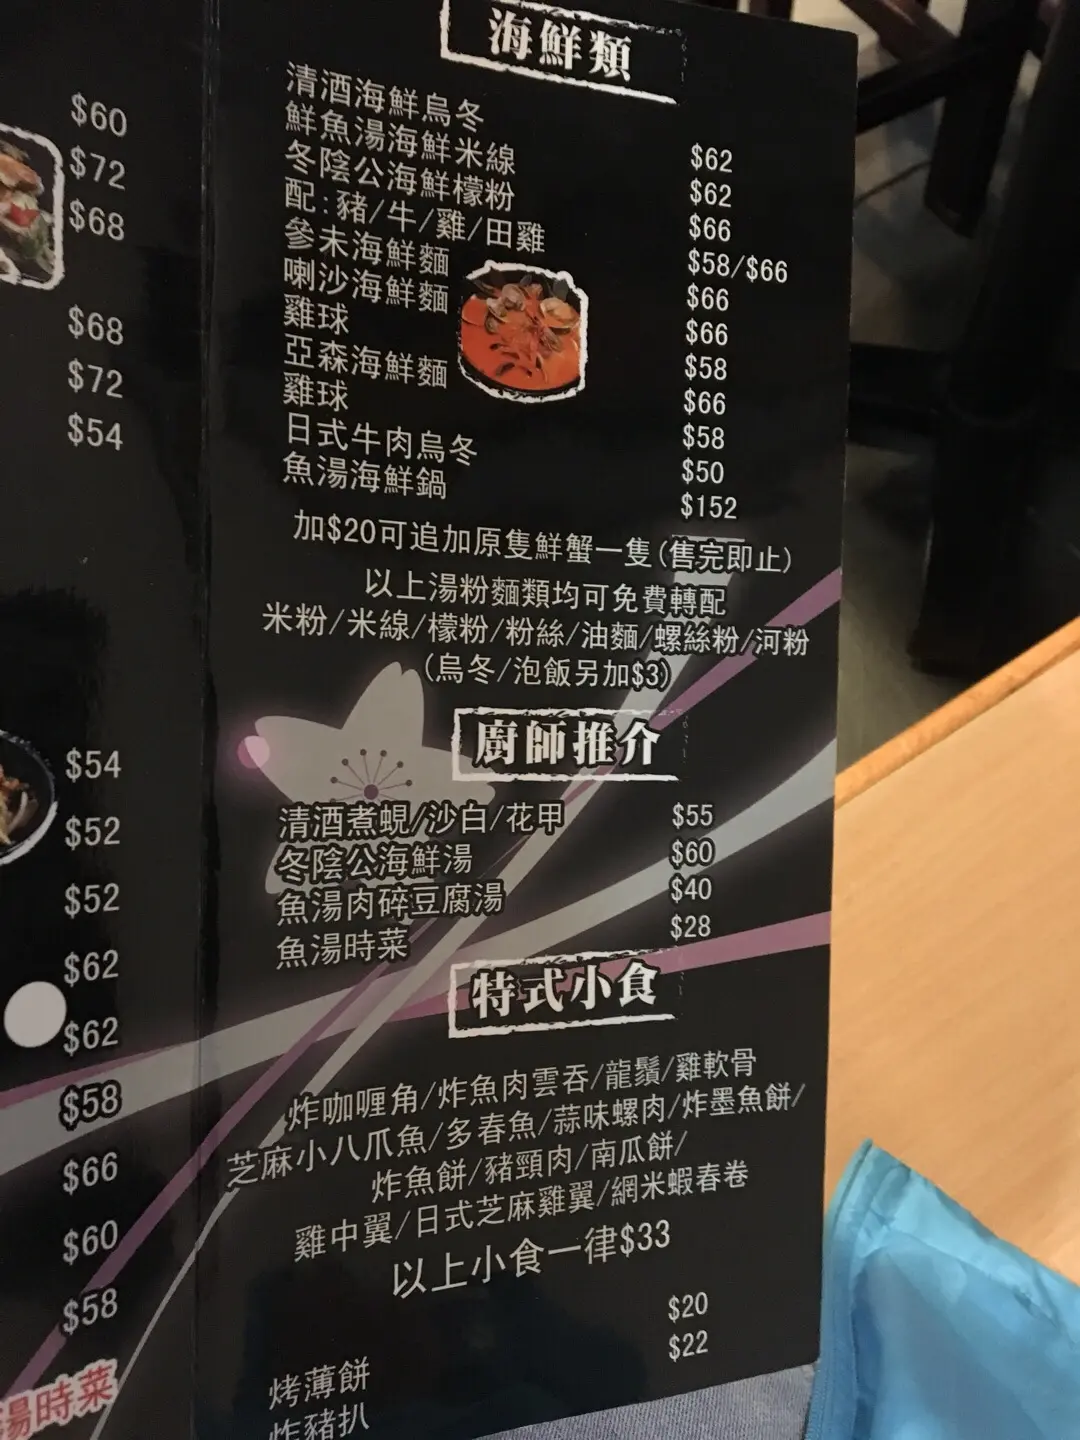 $60
$72
$68
$68
$72
$54
$54
$52
$52
$62
$62
$58
$66
$60
$58
湯時菜
海鮮類
清酒海鮮烏冬 $62
鮮魚湯海鮮米線 $62
冬陰公海鮮檬粉 $66
配:豬/牛/雞/田雞 $58/$66
參未海鮮麵 $66
喇沙海鮮麵 $66
雞球 $58
亞森海鮮麵 $66
雞球 $58
日式牛肉烏冬 $50
魚湯海鮮鍋 $152
加$20可追加原隻鮮蟹一隻(售完即止)
以上湯粉麵類均可免費轉配
米粉/米線/檬粉/粉絲/油麵/螺絲粉/河粉
(烏冬/泡飯另加$3)
廚師推介
清酒煮蜆/沙白/花甲 $55
冬陰公海鮮湯 $60
魚湯肉碎豆腐湯 $40
魚湯時菜 $28
特式小食
炸咖喱角/炸魚肉雲吞/龍鬚/雞軟骨
芝麻小八爪魚/多春魚/蒜味螺肉/炸墨魚餅/
炸魚餅/豬頸肉/南瓜餅/
雞中翼/日式芝麻雞翼/網米蝦春卷
以上小食一律$33
烤薄餅 $20
炸豬扒 $22